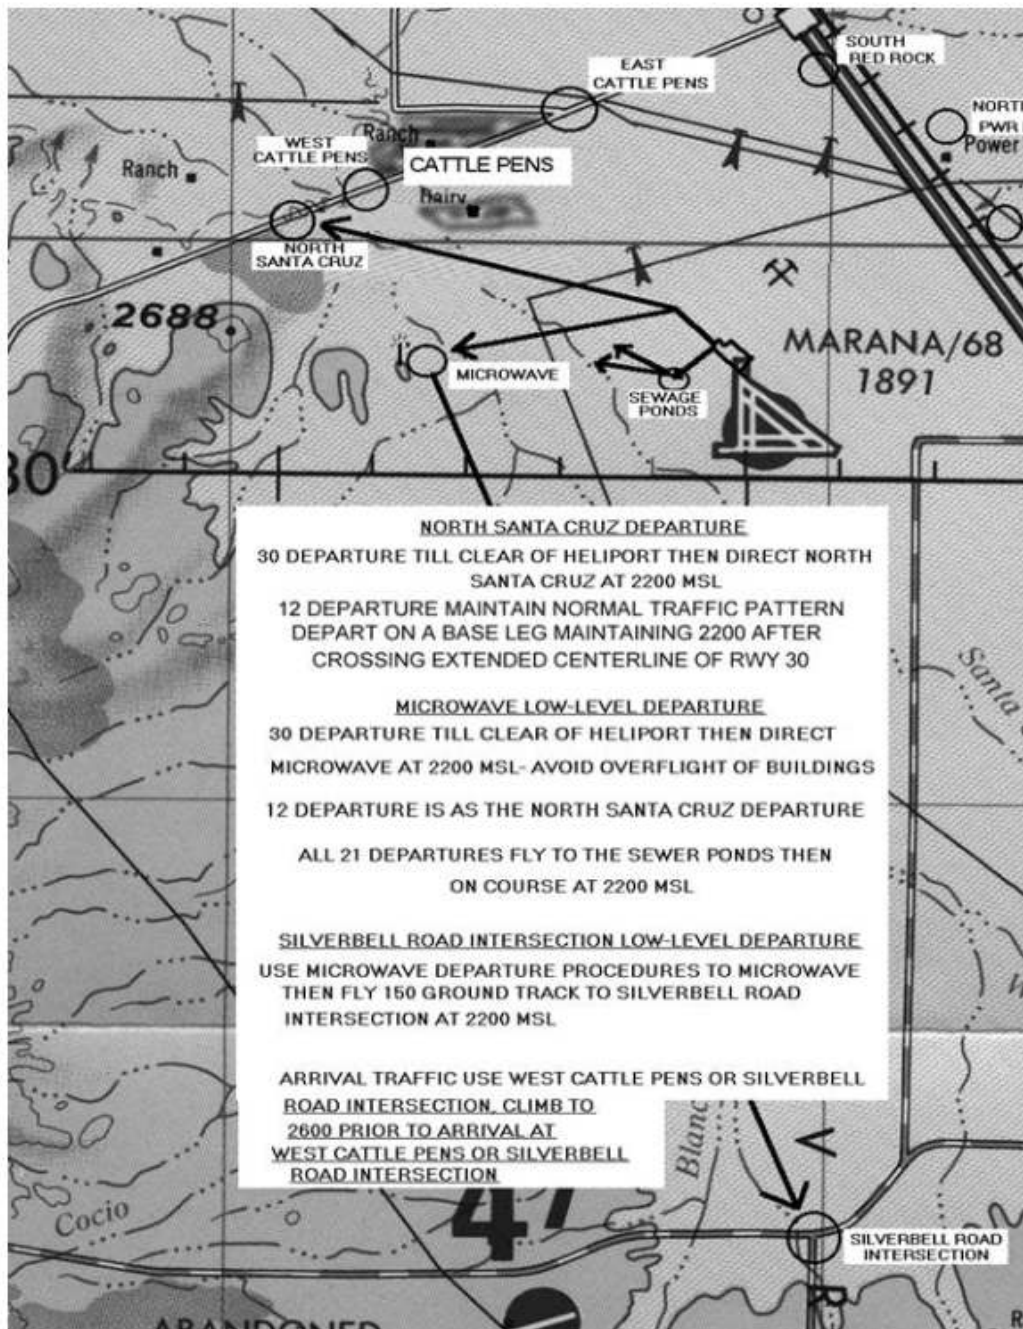 SOUTH
RED ROCK
EAST
CATTLE PENS
NORTH
PWR
Power
WEST
CATTLE PENS
Ranch
CATTLE PENS
Ranch
Dairy
NORTH
SANTA CRUZ
2688
MARANA/68
1891
MICROWAVE
SEWAGE
PONDS
30'
NORTH SANTA CRUZ DEPARTURE
30 DEPARTURE TILL CLEAR OF HELIPORT THEN DIRECT NORTH
SANTA CRUZ AT 2200 MSL
12 DEPARTURE MAINTAIN NORMAL TRAFFIC PATTERN
DEPART ON A BASE LEG MAINTAINING 2200 AFTER
CROSSING EXTENDED CENTERLINE OF RWY 30
Santa
MICROWAVE LOW-LEVEL DEPARTURE
30 DEPARTURE TILL CLEAR OF HELIPORT THEN DIRECT
MICROWAVE AT 2200 MSL- AVOID OVERFLIGHT OF BUILDINGS
12 DEPARTURE IS AS THE NORTH SANTA CRUZ DEPARTURE
ALL 21 DEPARTURES FLY TO THE SEWER PONDS THEN
ON COURSE AT 2200 MSL
SILVERBELL ROAD INTERSECTION LOW-LEVEL DEPARTURE
USE MICROWAVE DEPARTURE PROCEDURES TO MICROWAVE
THEN FLY 150 GROUND TRACK TO SILVERBELL ROAD
INTERSECTION AT 2200 MSL
ARRIVAL TRAFFIC USE WEST CATTLE PENS OR SILVERBELL
ROAD INTERSECTION, CLIMB TO
2600 PRIOR TO ARRIVAL AT
WEST CATTLE PENS OR SILVERBELL
ROAD INTERSECTION
Blanc
Cocio
47
SILVERBELL ROAD
INTERSECTION
R
ABANDONED
R